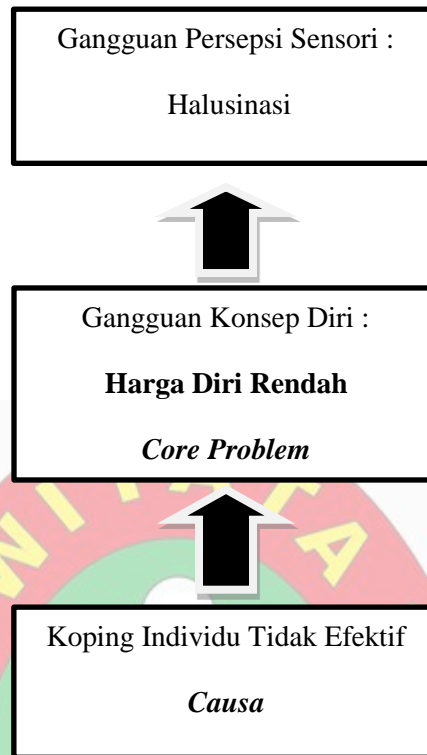 Gangguan Persepsi Sensori :
Halusinasi
Gangguan Konsep Diri :
Harga Diri Rendah
Core Problem
Koping Individu Tidak Efektif
Causa